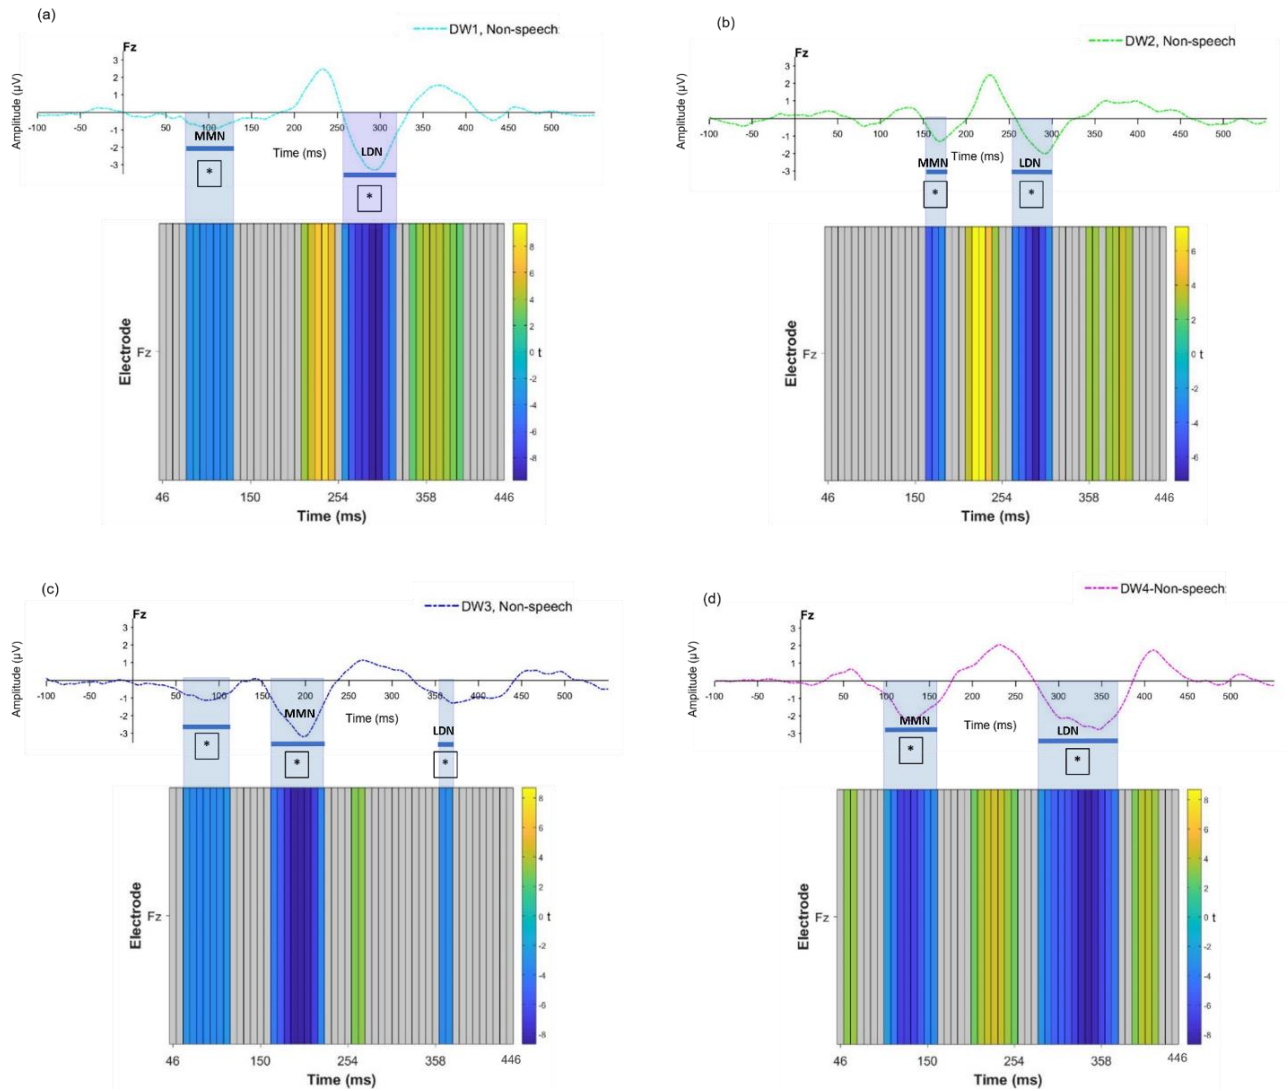 (a)
DW1, Non-speech
Fz
Amplitude (µV)
3
2
1
-100 -50 0 50 100 150 200 250 300 350 400 450 500
-1
-2
-3
MMN
Time (ms)
LDN
*
*
Electrode
Fz
46 150 254 358 446
Time (ms)
8
6
4
2
0 t
-2
-4
-6
-8
(b)
DW2, Non-speech
Fz
Amplitude (µV)
3
2
1
-100 -50 0 50 100 150 200 250 300 350 400 450 500
-1
-2
-3
MMN
Time (ms)
LDN
*
*
Electrode
Fz
46 150 254 358 446
Time (ms)
6
4
2
0 t
-2
-4
-6
(c)
DW3, Non-speech
Fz
Amplitude (µV)
3
2
1
-100 -50 0 50 100 150 200 250 300 350 400 450 500
-1
-2
-3
MMN
Time (ms)
LDN
*
*
*
Electrode
Fz
46 150 254 358 446
Time (ms)
8
6
4
2
0 t
-2
-4
-6
-8
(d)
DW4-Non-speech
Fz
Amplitude (µV)
3
2
1
-100 -50 0 50 100 150 200 250 300 350 400 450 500
-1
-2
-3
MMN
Time (ms)
LDN
*
*
Electrode
Fz
46 150 254 358 446
Time (ms)
8
6
4
2
0 t
-2
-4
-6
-8